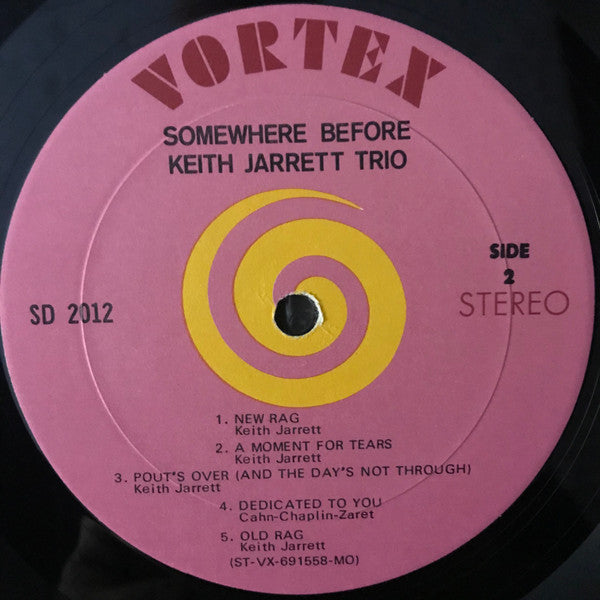 VORTEX
SOMEWHERE BEFORE
KEITH JARRETT TRIO
SIDE
2
SD 2012
STEREO
1. NEW RAG
Keith Jarrett
2. A MOMENT FOR TEARS
Keith Jarrett
3. POUT'S OVER (AND THE DAY'S NOT THROUGH)
Keith Jarrett
4. DEDICATED TO YOU
Cahn-Chaplin-Zaret
5. OLD RAG
Keith Jarrett
(ST-VX-691558-MO)